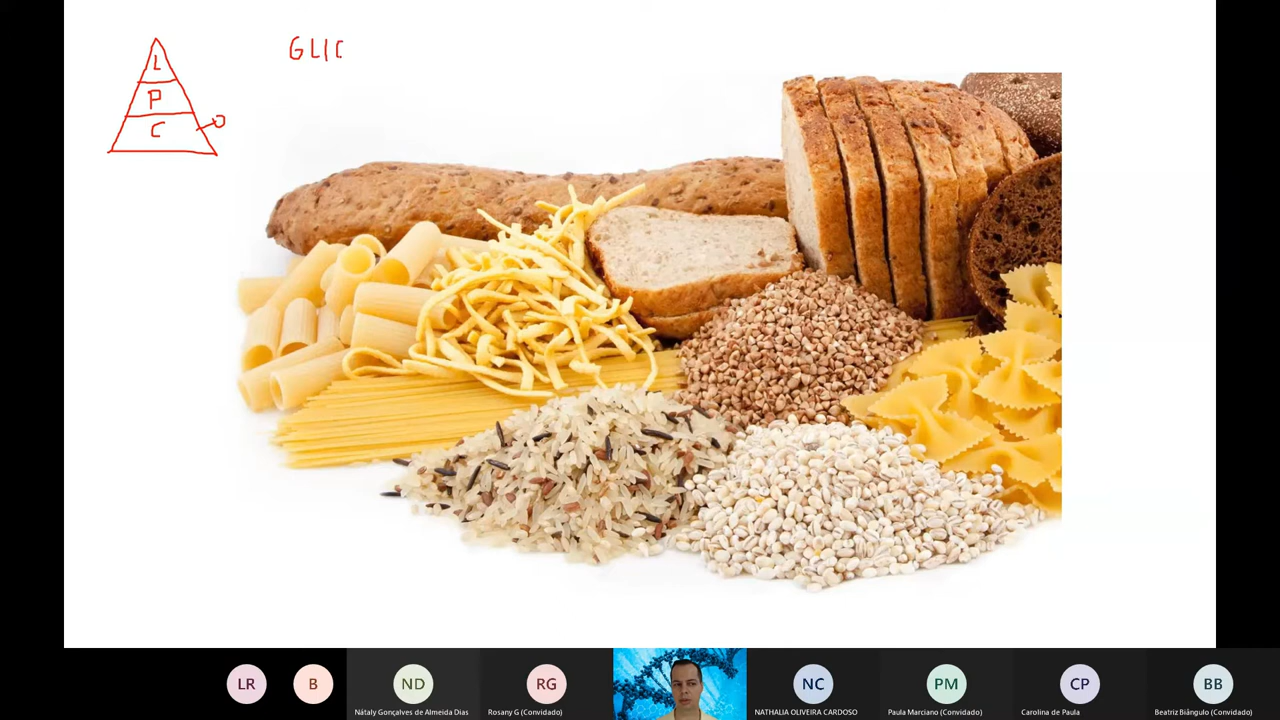 GLIC
L
P
C
LR
B
ND
RG
NC
PM
CP
BB
Nátaly Gonçalves de Almeida Dias
Rosany G (Convidado)
NATHALIA OLIVEIRA CARDOSO
Paula Marciano (Convidado)
Carolina de Paula
Beatriz Biângulo (Convidado)